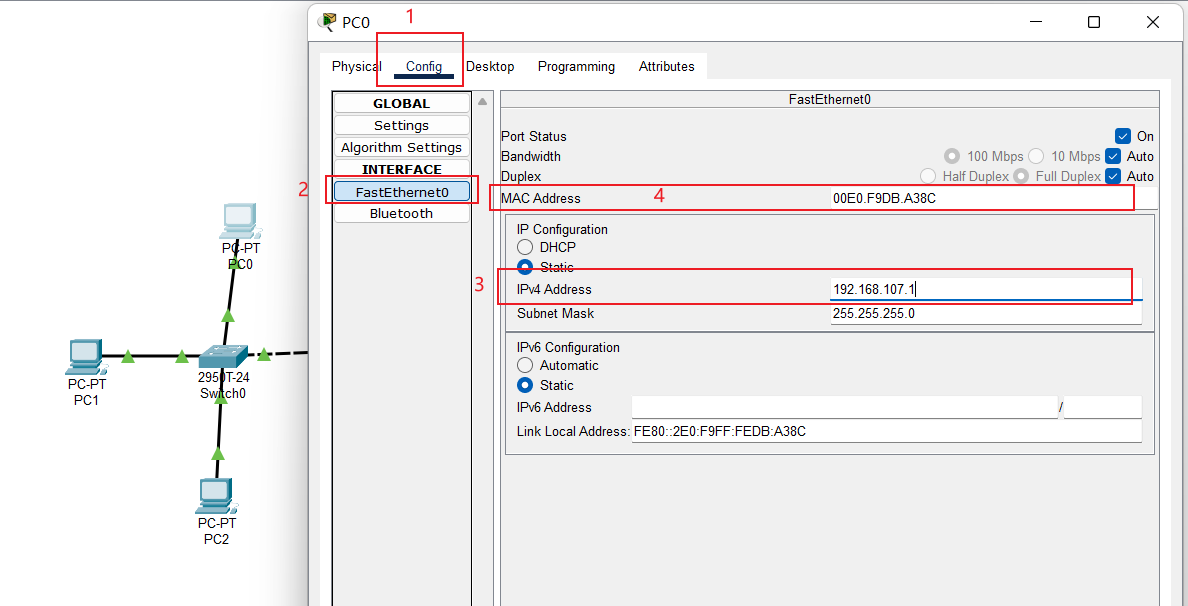 PC0
1
Physical Config Desktop Programming Attributes
GLOBAL
Settings
Algorithm Settings
INTERFACE
2
FastEthernet0
Bluetooth
FastEthernet0
Port Status On
Bandwidth 100 Mbps 10 Mbps Auto
Duplex Half Duplex Full Duplex Auto
MAC Address 4 00E0.F9DB.A38C
IP Configuration
DHCP
Static
3
IPv4 Address 192.168.107.1
Subnet Mask 255.255.255.0
IPv6 Configuration
Automatic
Static
IPv6 Address /
Link Local Address: FE80::2E0:F9FF:FEDB:A38C
PC-PT
PC0
PC-PT
PC1
2950T-24
Switch0
PC-PT
PC2